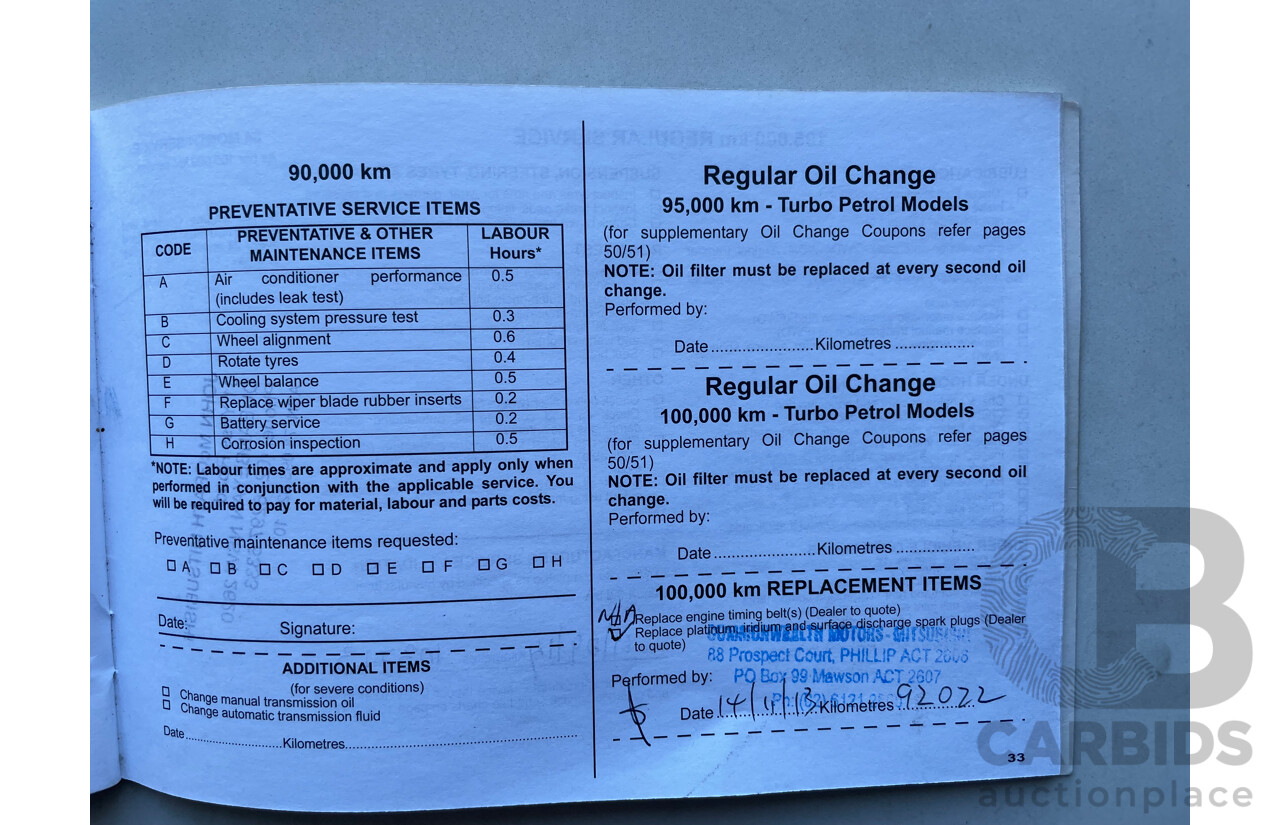 90,000 km
PREVENTATIVE SERVICE ITEMS
CODE PREVENTATIVE & OTHER MAINTENANCE ITEMS LABOUR Hours*
A Air conditioner performance (includes leak test) 0.5
B Cooling system pressure test 0.3
C Wheel alignment 0.6
D Rotate tyres 0.4
E Wheel balance 0.5
F Replace wiper blade rubber inserts 0.2
G Battery service 0.2
H Corrosion inspection 0.5
*NOTE: Labour times are approximate and apply only when
performed in conjunction with the applicable service. You
will be required to pay for material, labour and parts costs.
Preventative maintenance items requested:
A B C D E F G H
Date: Signature:
ADDITIONAL ITEMS
(for severe conditions)
Change manual transmission oil
Change automatic transmission fluid
Date..........................Kilometres...............................................................
Regular Oil Change
95,000 km - Turbo Petrol Models
(for supplementary Oil Change Coupons refer pages
50/51)
NOTE: Oil filter must be replaced at every second oil
change.
Performed by:
Date.......................Kilometres..................
Regular Oil Change
100,000 km - Turbo Petrol Models
(for supplementary Oil Change Coupons refer pages
50/51)
NOTE: Oil filter must be replaced at every second oil
change.
Performed by:
Date.......................Kilometres..................
100,000 km REPLACEMENT ITEMS
N/A Replace engine timing belt(s) (Dealer to quote)
Replace platinum, iridium and surface discharge spark plugs (Dealer
to quote)
COMMONWEALTH MOTORS - MITSUBISHI
88 Prospect Court, PHILLIP ACT 2606
Performed by: PO Box 99 Mawson ACT 2607
Date 14/11/13 Kilometres 92022
33
CB
CARBIDS
auctionplace